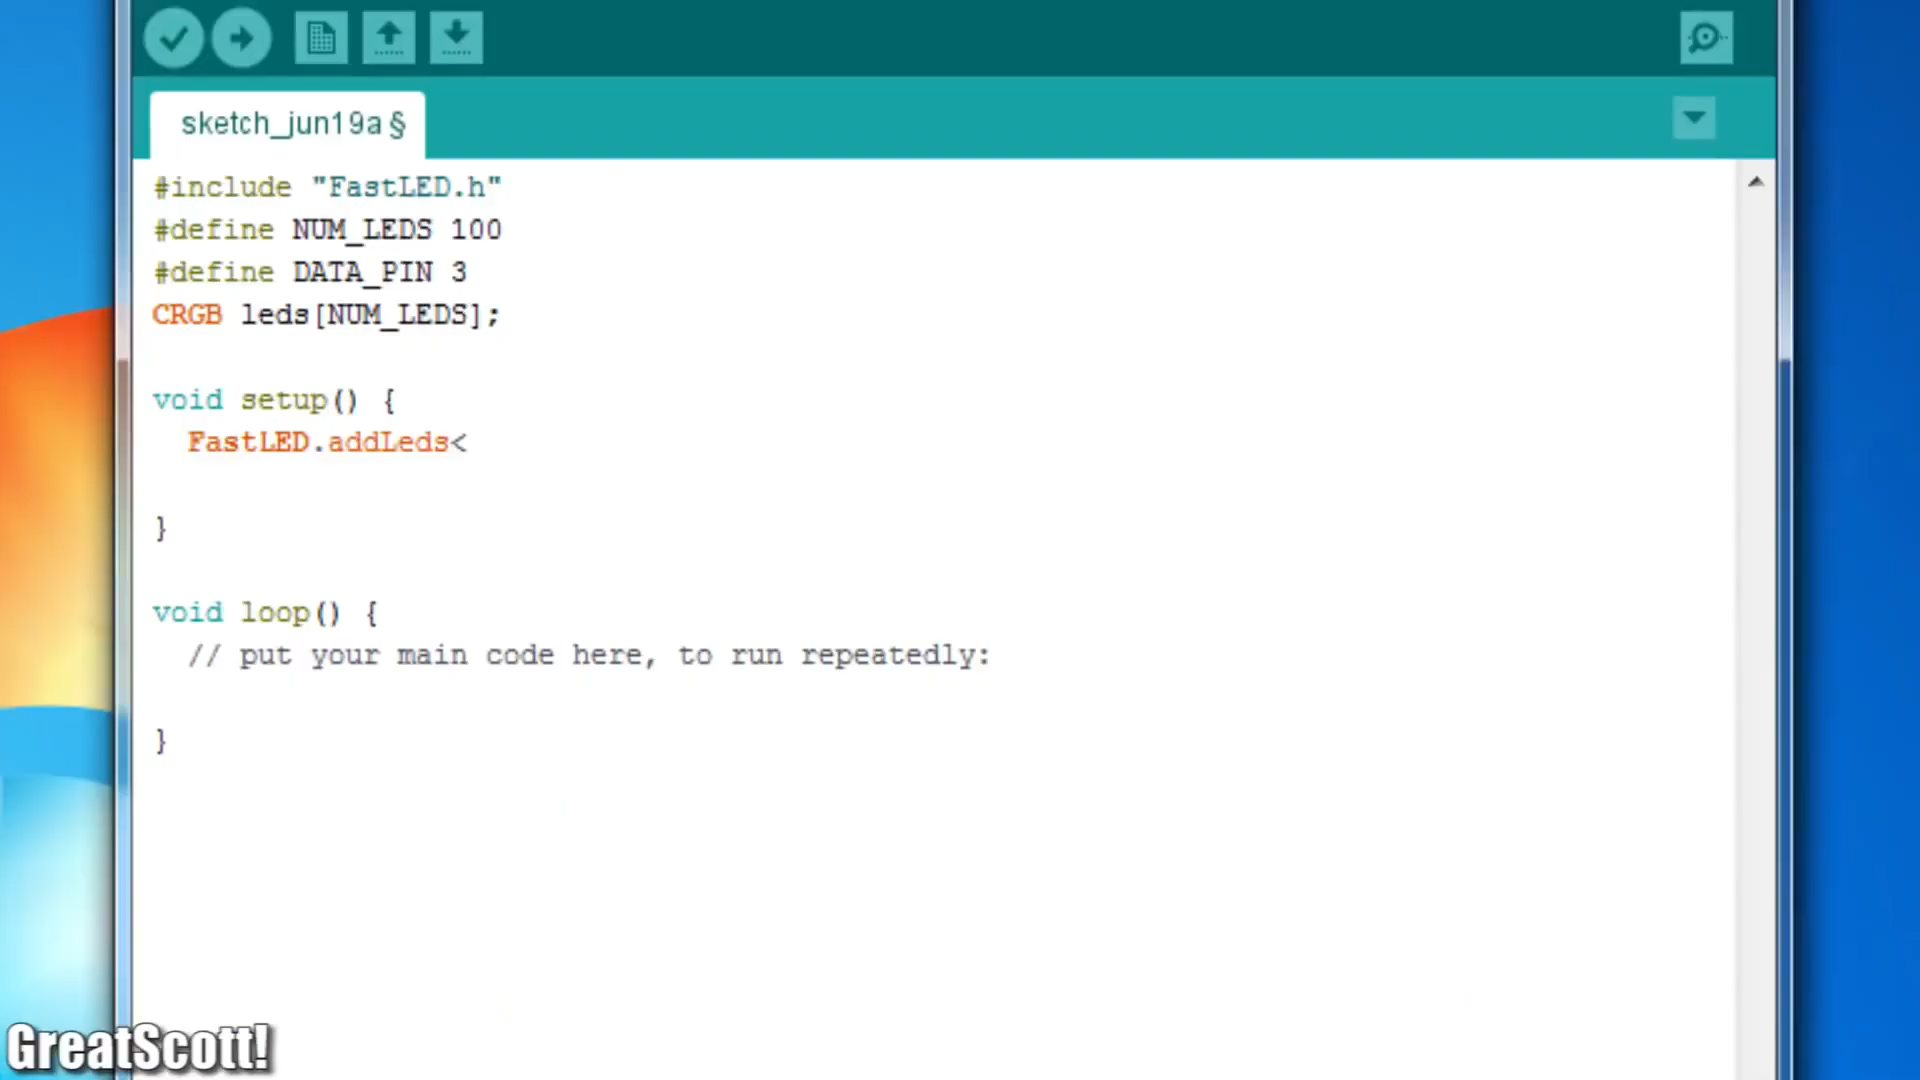 sketch_jun19a §
#include "FastLED.h"
#define NUM_LEDS 100
#define DATA_PIN 3
CRGB leds[NUM_LEDS];
void setup() {
FastLED.addLeds<
}
void loop() {
// put your main code here, to run repeatedly:
}
GreatScott!